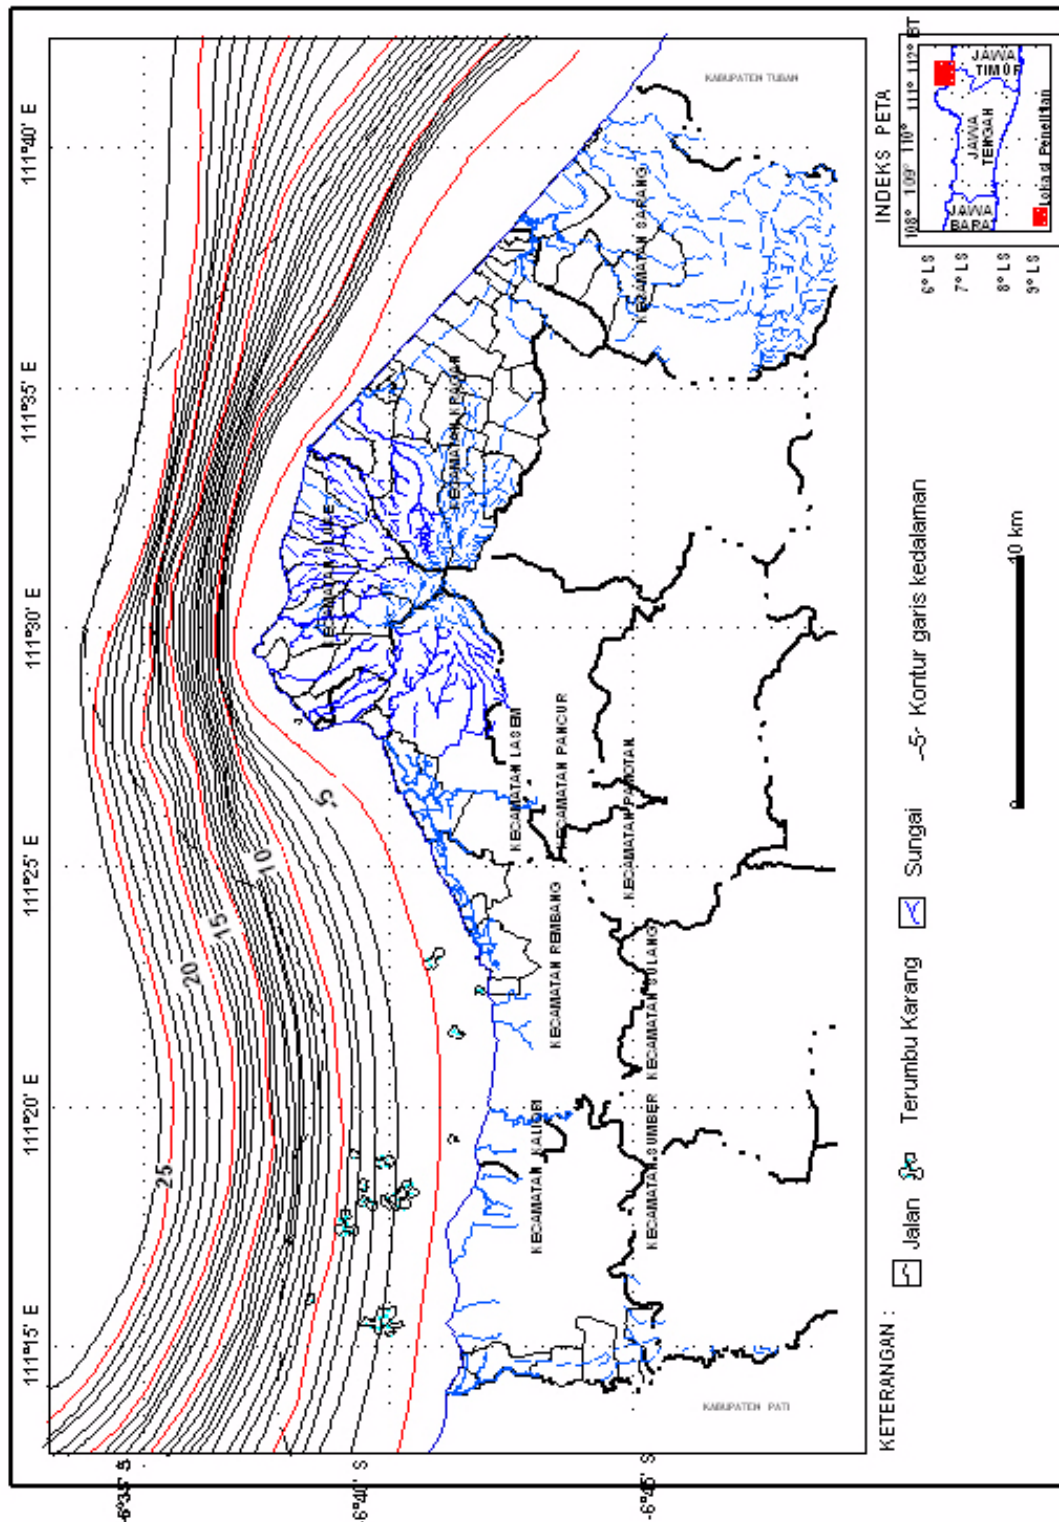 111°15' E
111°20' E
111°25' E
111°30' E
111°35' E
111°40' E
-6°35' S
-6°40' S
-6°45' S
25
20
15
10
-5-
KABUPATEN PATI
KABUPATEN TUBAN
KECAMATAN KALIORI
KECAMATAN SUMBER
KECAMATAN SULANG
KECAMATAN REMBANG
KECAMATAN PAMOTAN
KECAMATAN PANCUR
KECAMATAN LASEM
KECAMATAN SLUKE
KECAMATAN KRAGAN
KECAMATAN SARANG
KETERANGAN :
Jalan
Terumbu Karang
Sungai
-5- Kontur garis kedalaman
0 10 km
INDEKS PETA
108° 109° 110° 111° 112° BT
6° LS
7° LS
8° LS
9° LS
JAWA
BARA
JAWA
TENGAH
JAWA
TIMUR
Lokasi Penelitian